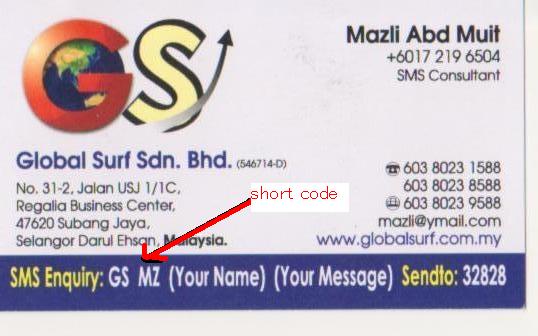 GS
Mazli Abd Muit
+6017 219 6504
SMS Consultant
Global Surf Sdn. Bhd. (546714-D)
No. 31-2, Jalan USJ 1/1C,
Regalia Business Center,
47620 Subang Jaya,
Selangor Darul Ehsan, Malaysia.
short code
603 8023 1588
603 8023 8588
603 8023 9588
mazli@ymail.com
www.globalsurf.com.my
SMS Enquiry: GS MZ (Your Name) (Your Message) Sendto: 32828